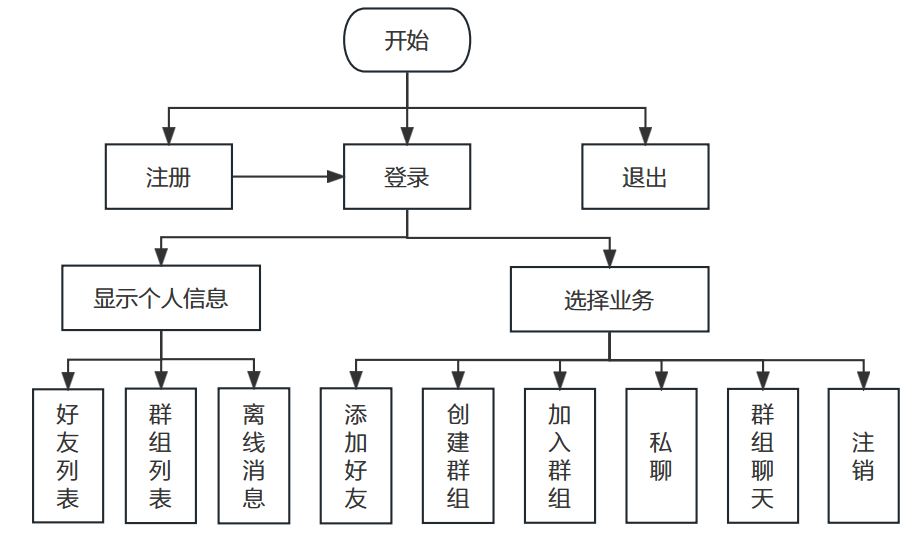 开始
注册
登录
退出
显示个人信息
选择业务
好友列表
群组列表
离线消息
添加好友
创建群组
加入群组
私聊
群组聊天
注销